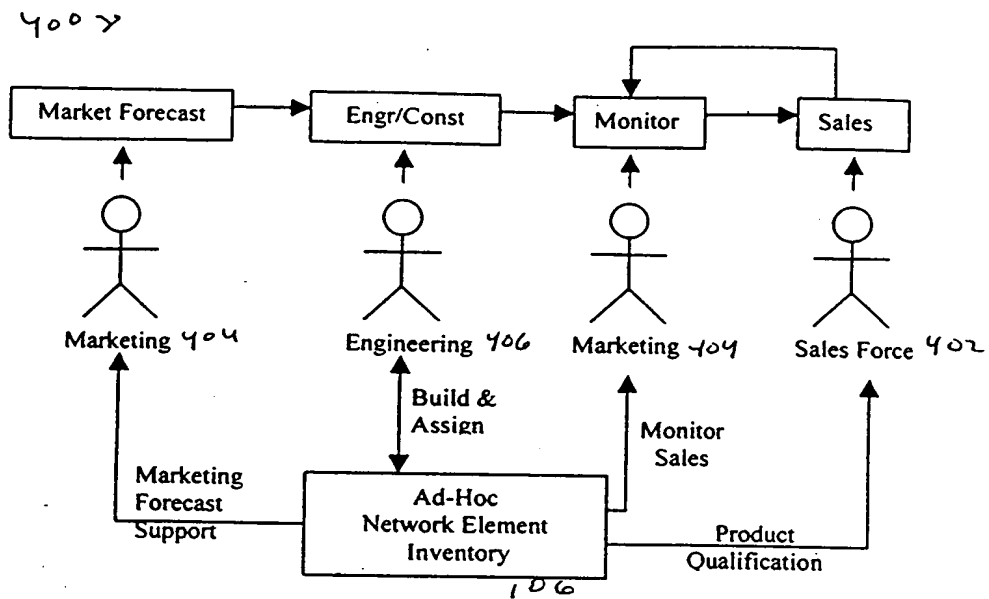 400
Market Forecast
Engr/Const
Monitor
Sales
Marketing 404
Engineering 406
Marketing 404
Sales Force 402
Build &
Assign
Monitor
Sales
Marketing
Forecast
Support
Ad-Hoc
Network Element
Inventory
Product
Qualification
106